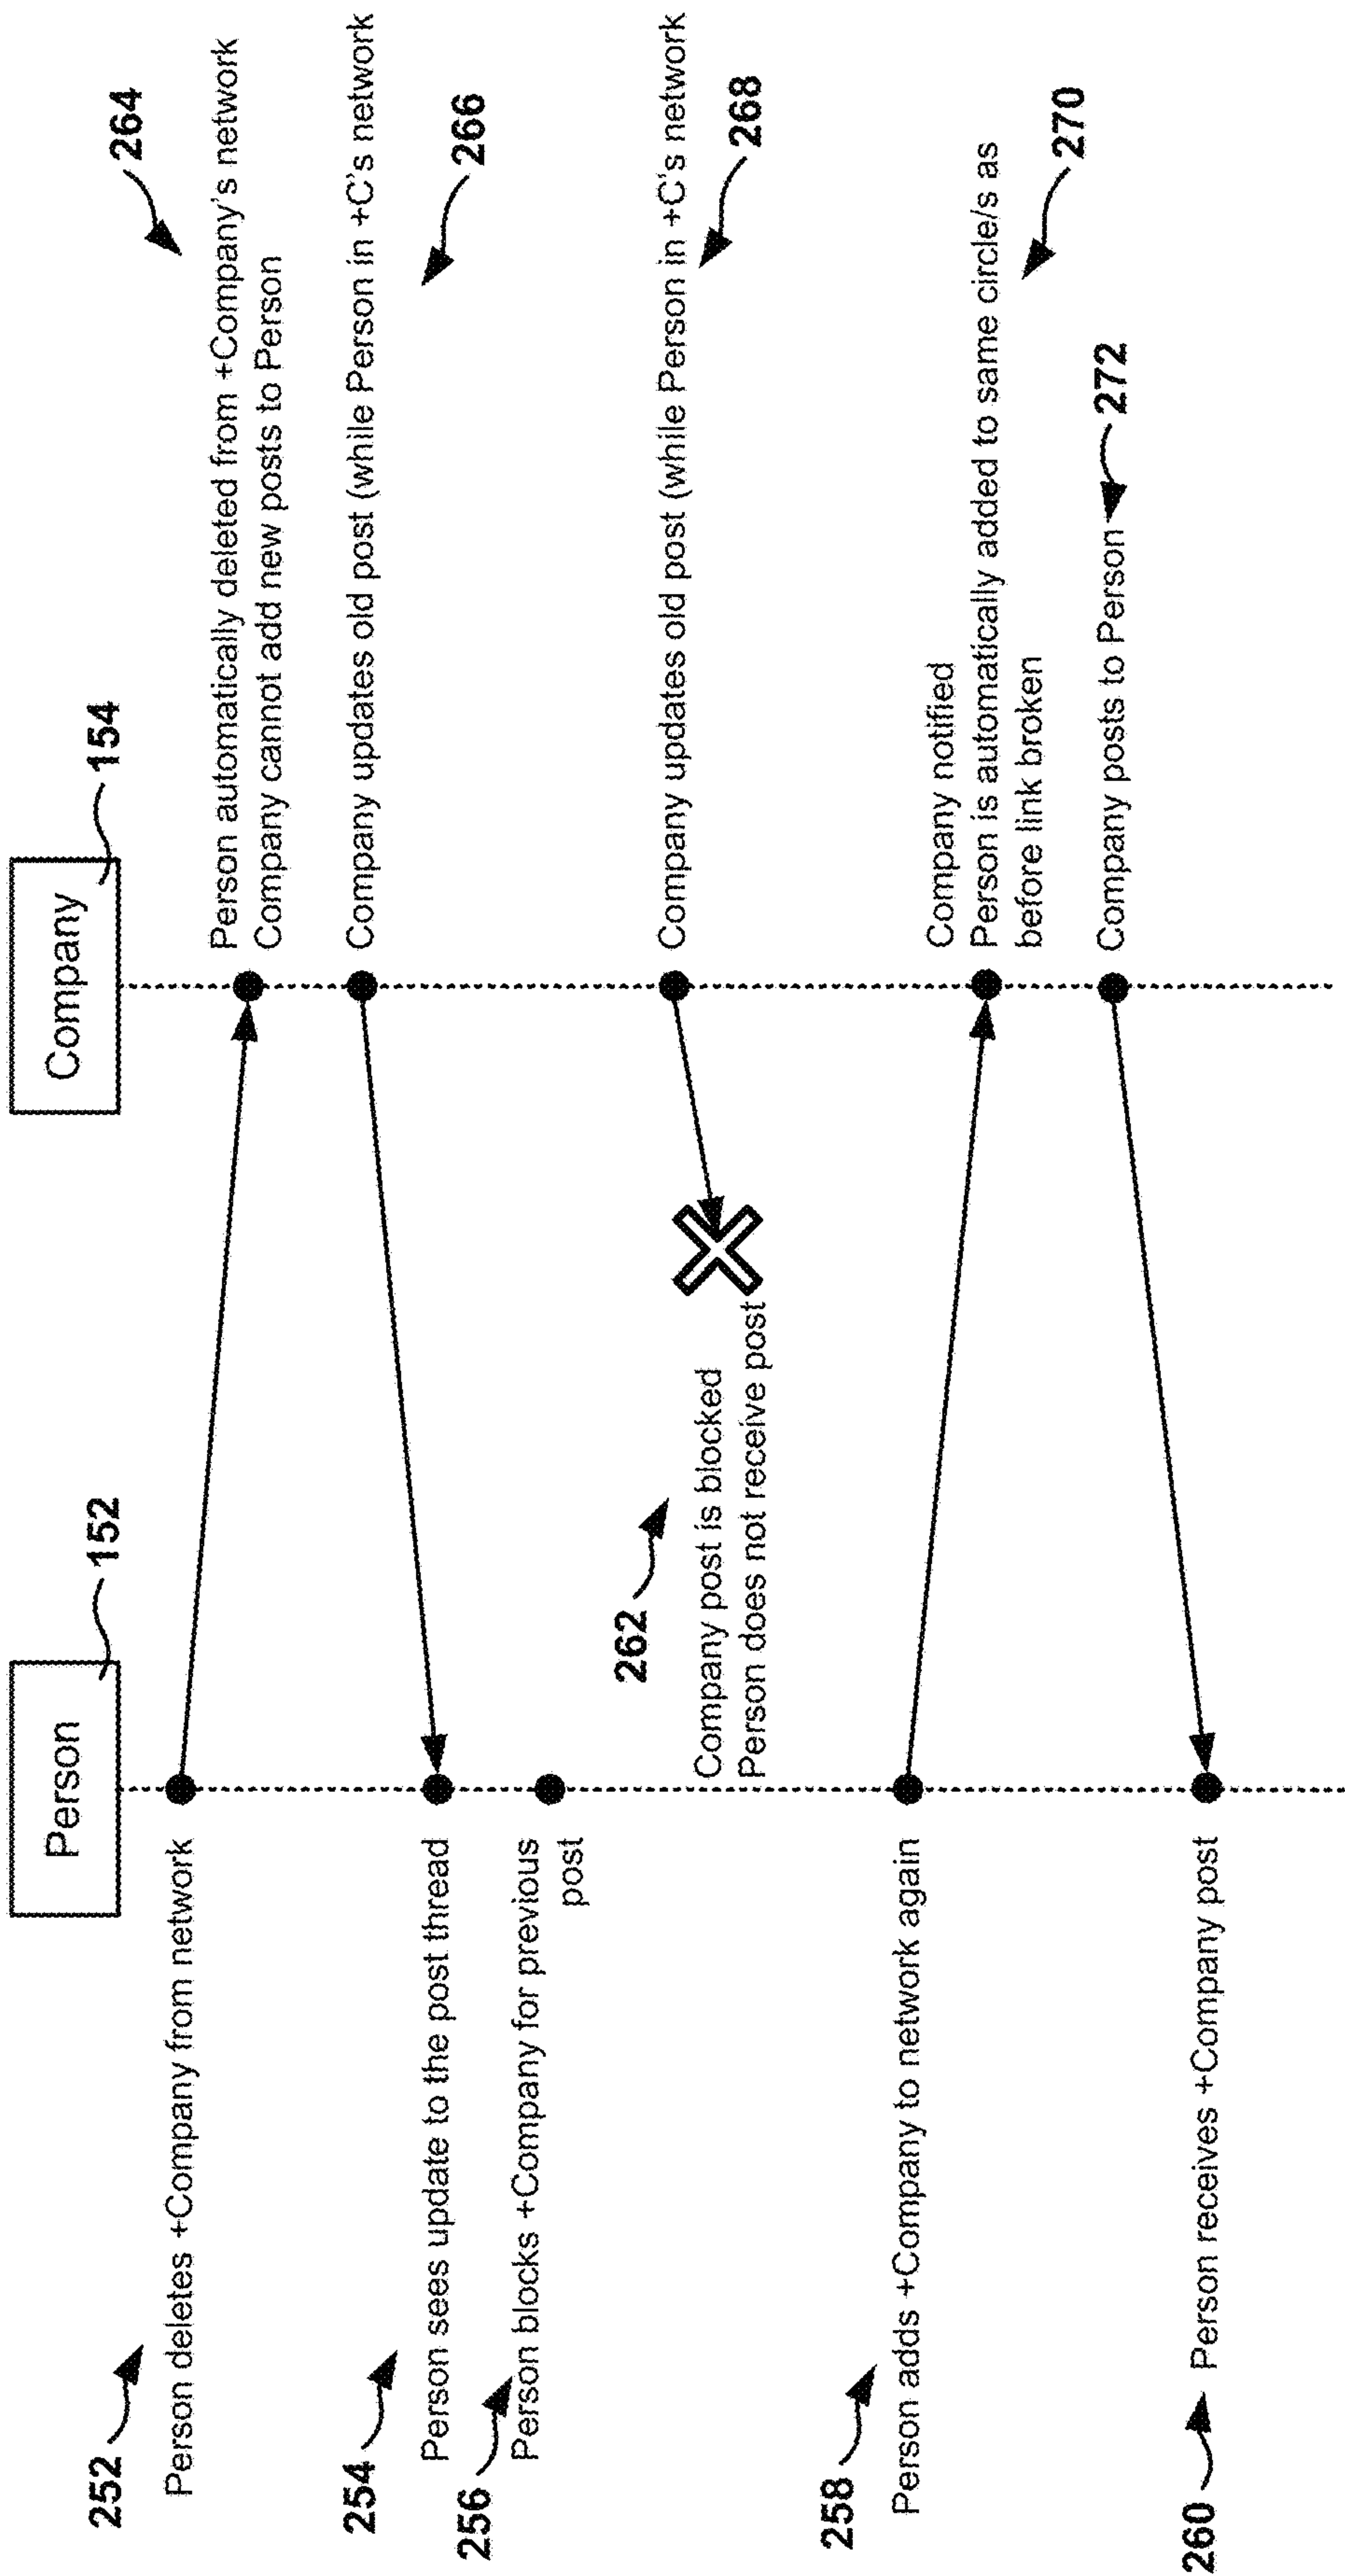 Person
152
Company
154
252
Person deletes +Company from network
264
Person automatically deleted from +Company's network
Company cannot add new posts to Person
Company updates old post (while Person in +C's network
266
254
Person sees update to the post thread
256
Person blocks +Company for previous
post
Company updates old post (while Person in +C's network
268
262
Company post is blocked
Person does not receive post
258
Person adds +Company to network again
Company notified
Person is automatically added to same circle/s as
before link broken
270
Company posts to Person
272
260
Person receives +Company post